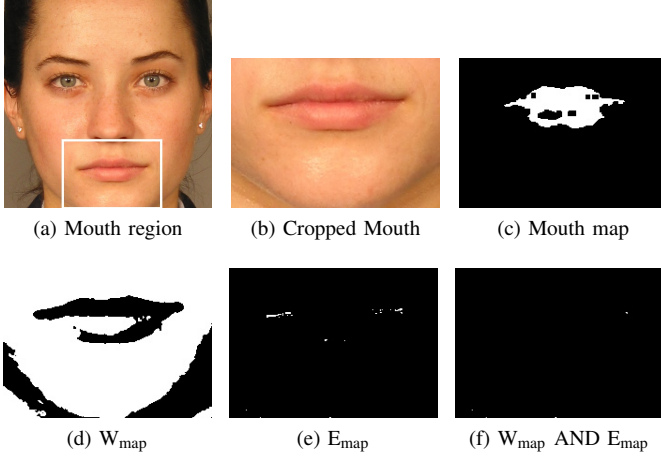 (a) Mouth region
(b) Cropped Mouth
(c) Mouth map
(d) Wmap
(e) Emap
(f) Wmap AND Emap